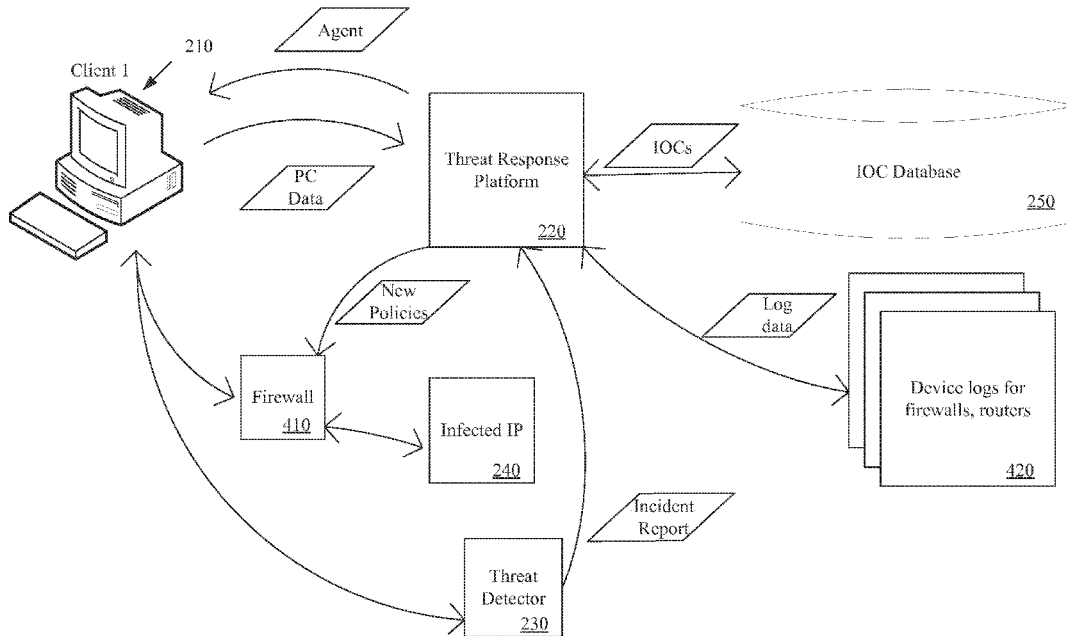 Agent
210
Client 1
PC
Data
Threat Response
Platform
220
IOCs
IOC Database
250
New
Policies
Log
data
Firewall
410
Infected IP
240
Device logs for
firewalls, routers
420
Incident
Report
Threat
Detector
230